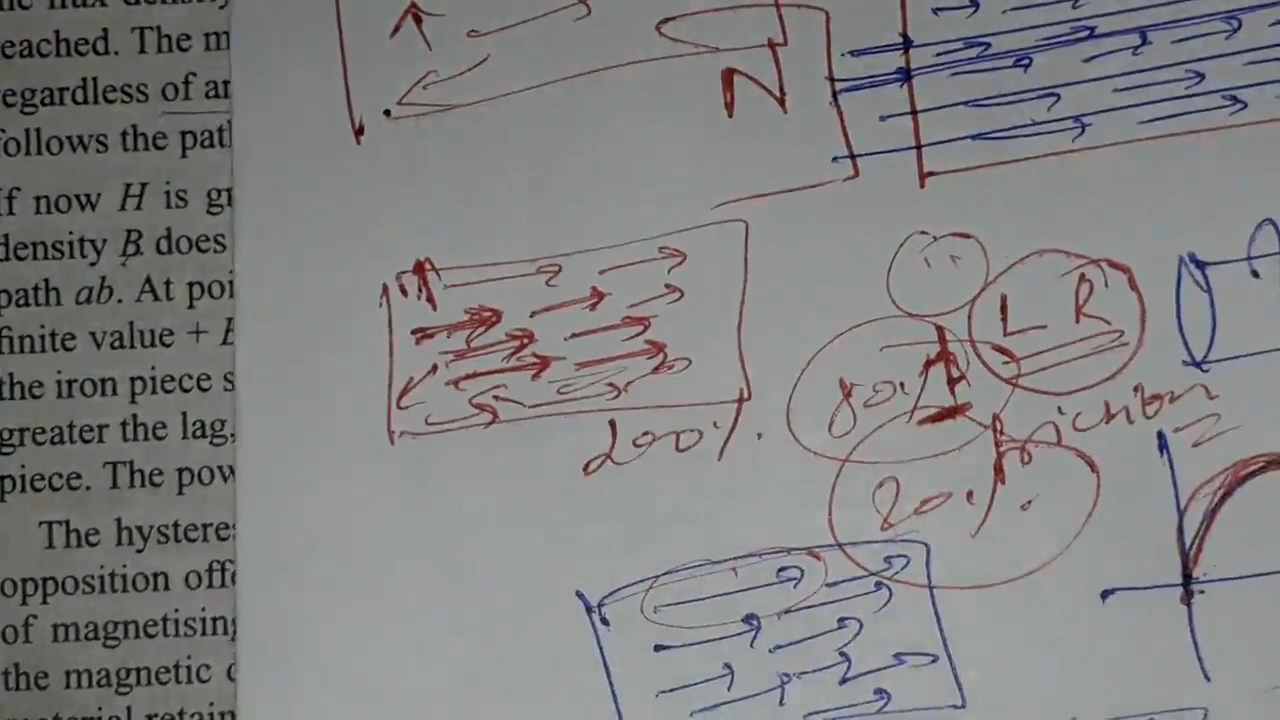 eached. The m
egardless of ar
follows the pat
If now H is gr
density B does
path ab. At poi
finite value + B
the iron piece s
greater the lag,
piece. The pow
The hystere
opposition off
of magnetising
the magnetic
retain
N
L R
80%
friction
200%.
20%.